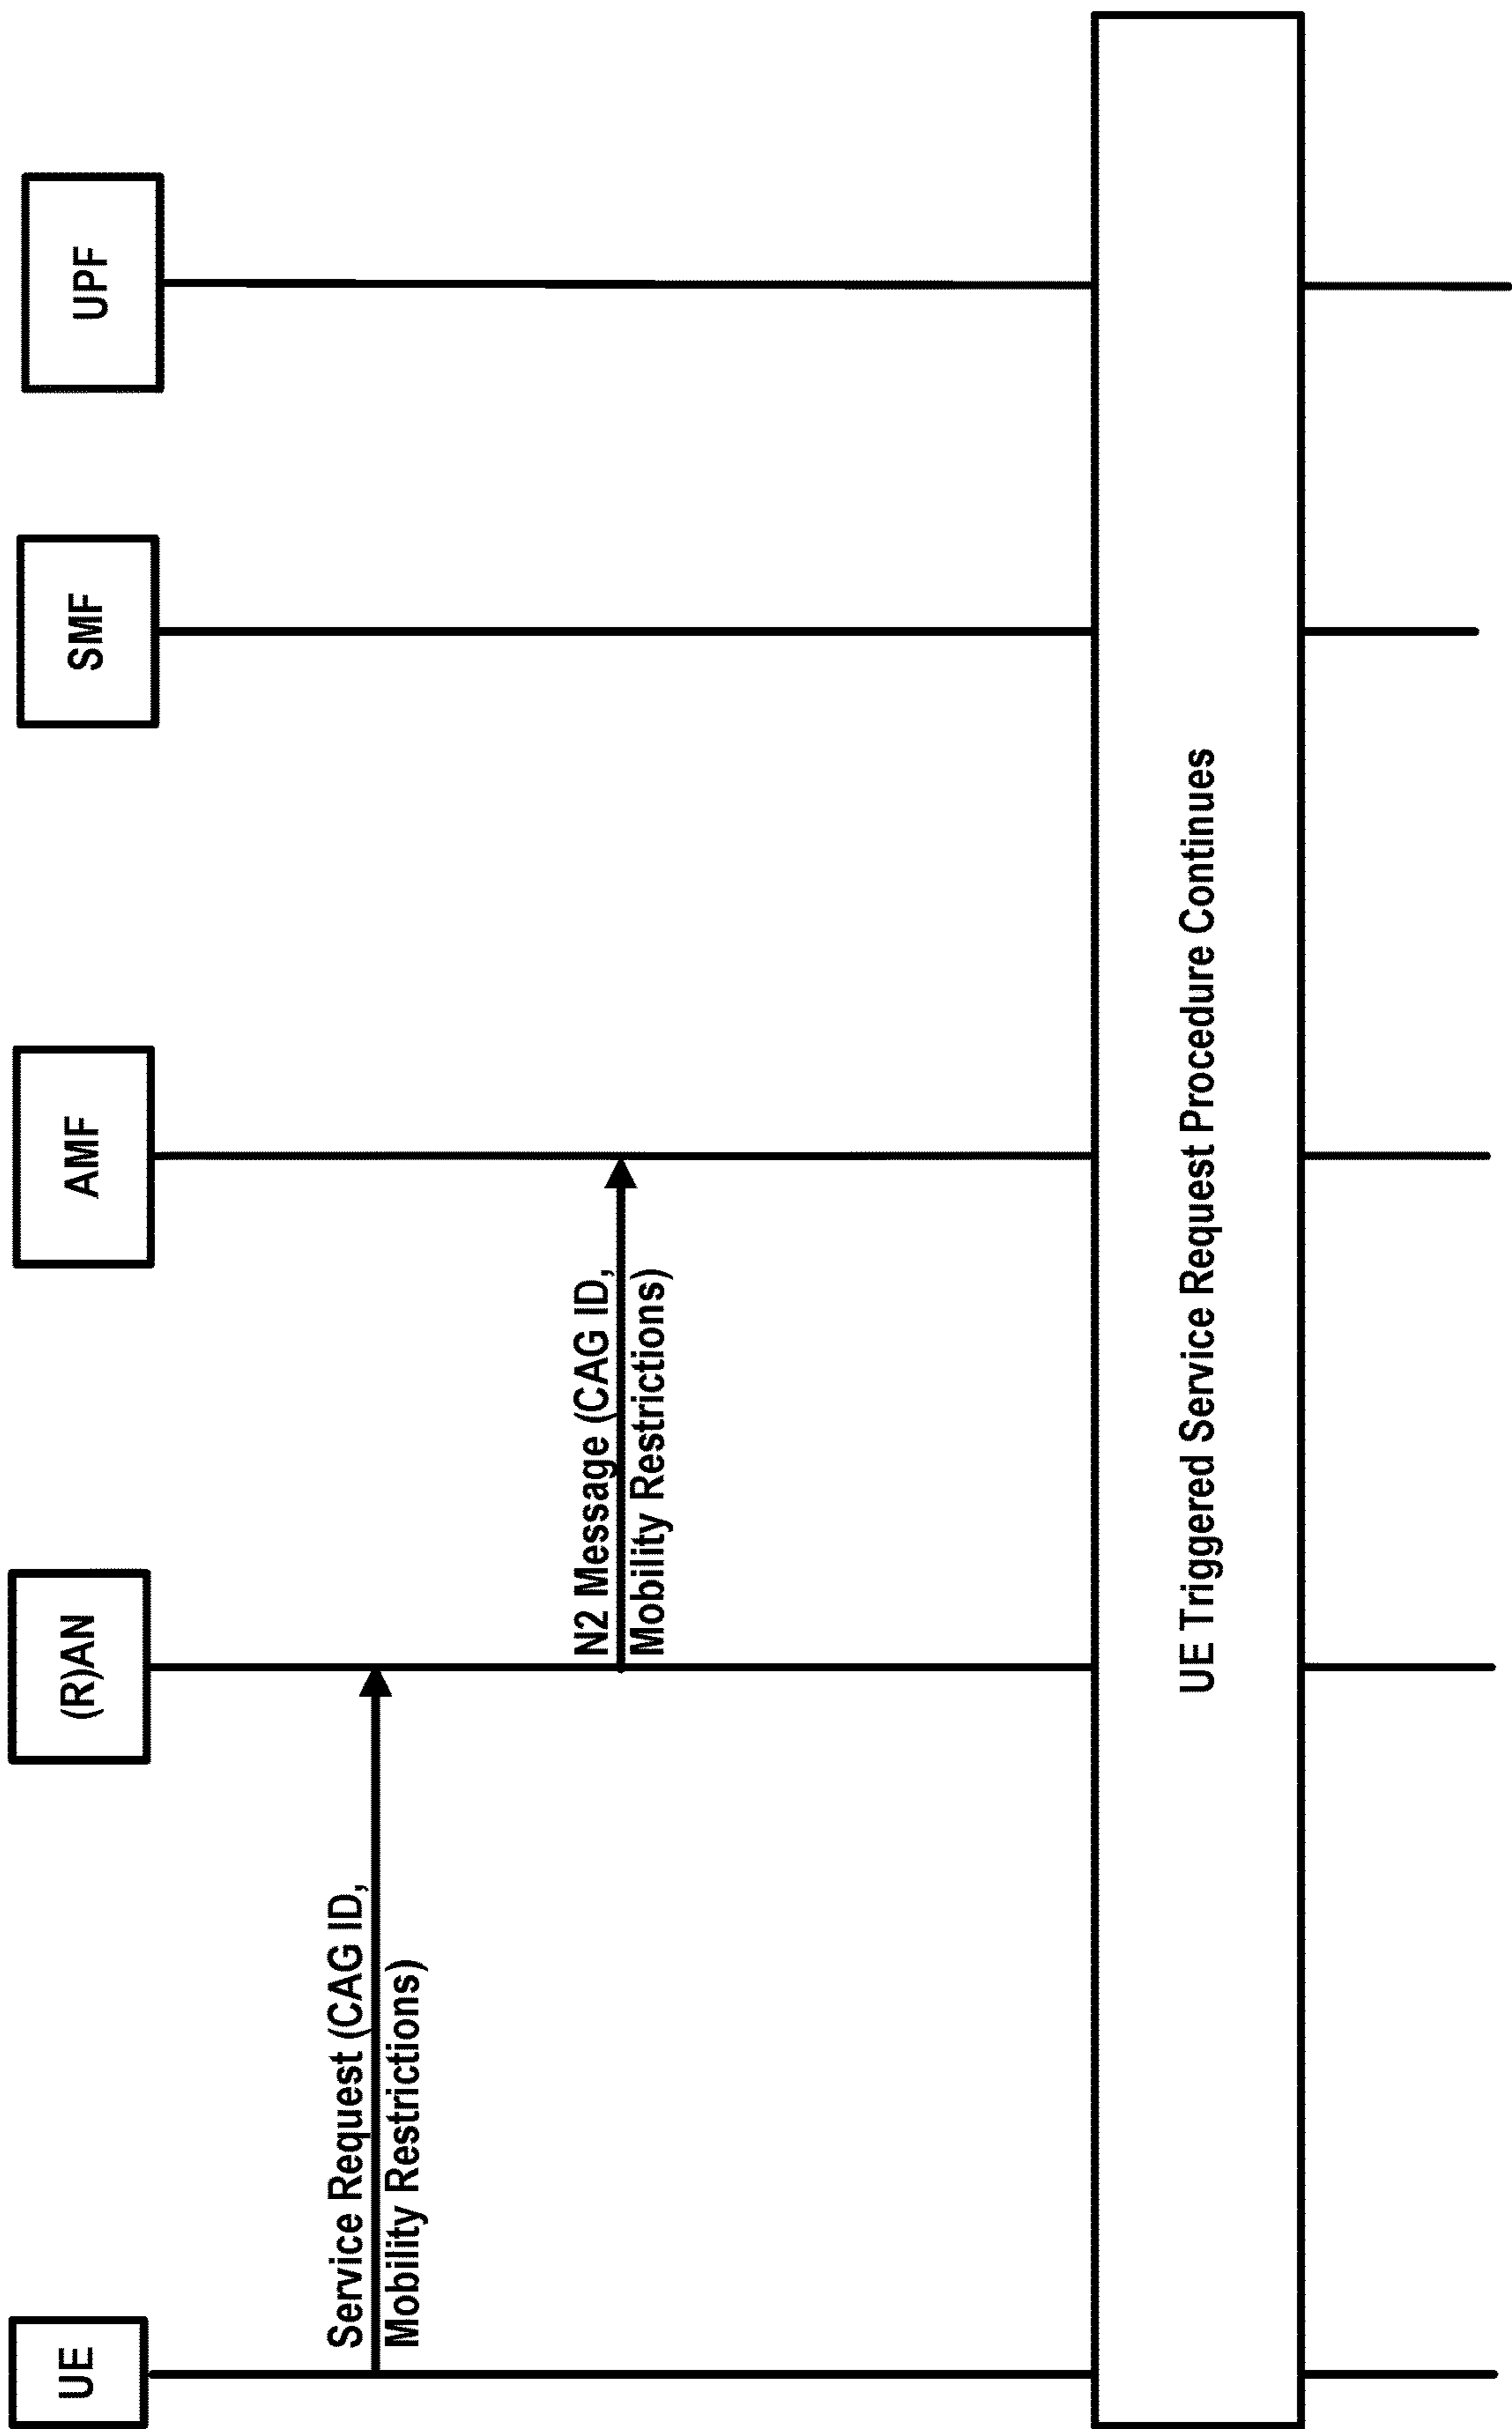 UE
(R)AN
AMF
SMF
UPF
Service Request (CAG ID,
Mobility Restrictions)
N2 Message (CAG ID,
Mobility Restrictions)
UE Triggered Service Request Procedure Continues